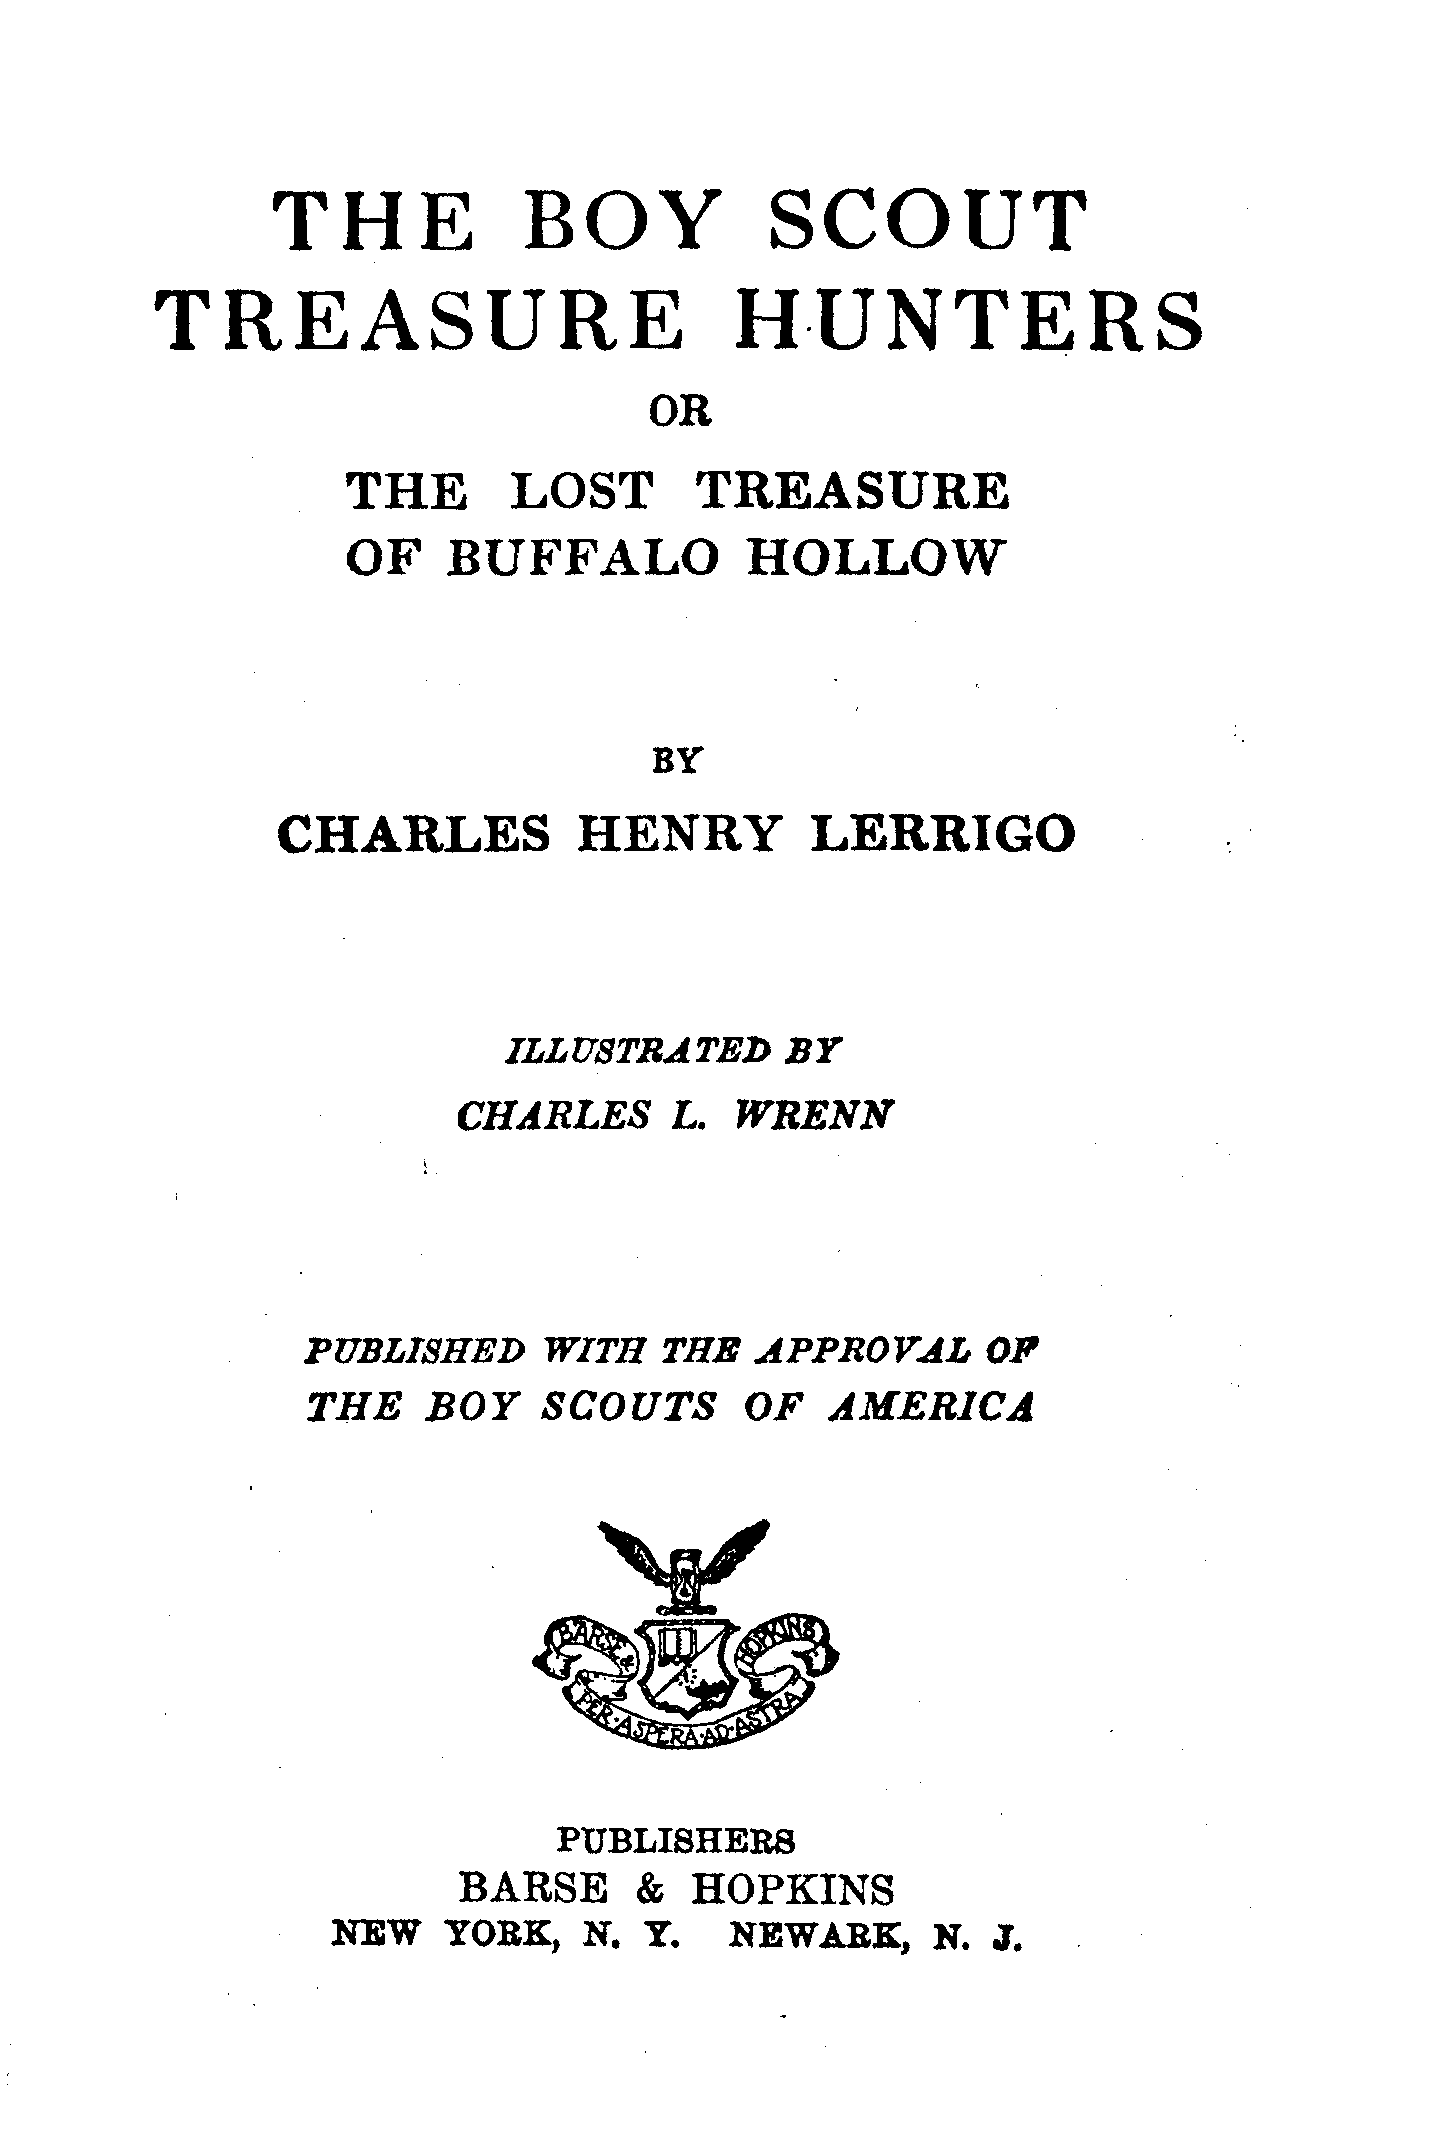 THE BOY SCOUT
TREASURE HUNTERS
OR
THE LOST TREASURE
OF BUFFALO HOLLOW
BY
CHARLES HENRY LERRIGO
ILLUSTRATED BY
CHARLES L. WRENN
PUBLISHED WITH THE APPROVAL OF
THE BOY SCOUTS OF AMERICA
BARSE & HOPKINS
PER·ASPERA·AD·ASTRA
PUBLISHERS
BARSE & HOPKINS
NEW YORK, N. Y. NEWARK, N. J.